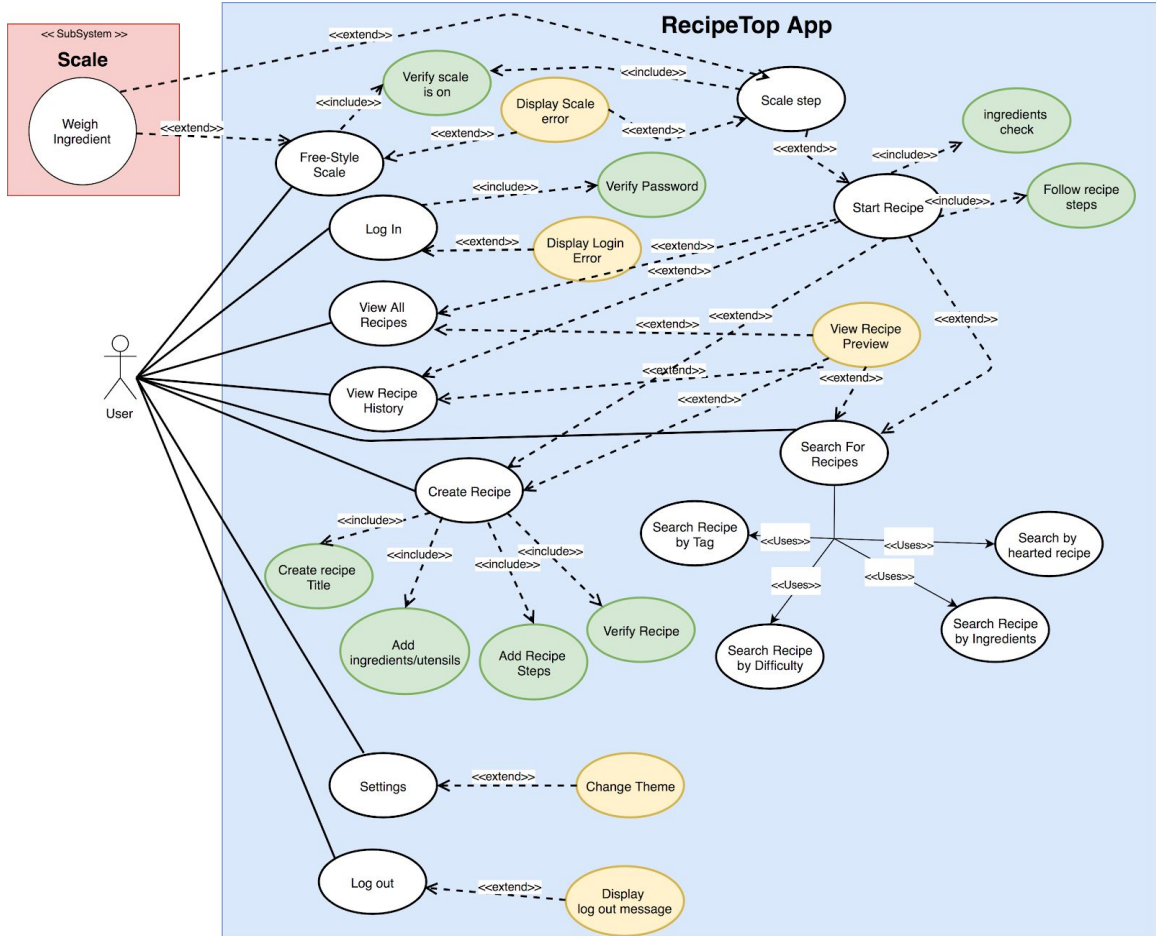 RecipeTop App
<< SubSystem >>
Scale
Weigh
Ingredient
<<extend>>
<<extend>>
Verify scale
is on
<<include>>
<<include>>
Display Scale
error
<<extend>>
<<extend>>
Scale step
<<extend>>
ingredients
check
<<include>>
Free-Style
Scale
Verify Password
<<include>>
Start Recipe
<<include>>
Follow recipe
steps
Log In
<<extend>>
Display Login
Error
<<extend>>
<<extend>>
View All
Recipes
<<extend>>
<<extend>>
<<extend>>
View Recipe
Preview
User
View Recipe
History
<<extend>>
<<extend>>
<<extend>>
Search For
Recipes
Create Recipe
<<include>>
<<include>>
<<include>>
<<include>>
Create recipe
Title
Add
ingredients/utensils
Add Recipe
Steps
Verify Recipe
Search Recipe
by Tag
<<Uses>>
<<Uses>>
Search by
hearted recipe
<<Uses>>
<<Uses>>
Search Recipe
by Difficulty
Search Recipe
by Ingredients
Settings
<<extend>>
Change Theme
Log out
<<extend>>
Display
log out message